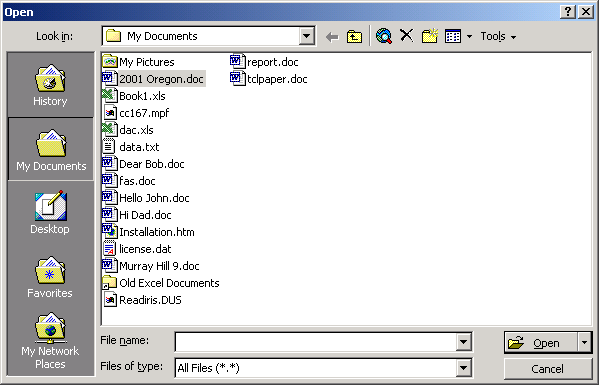 Open
Look in: My Documents Tools
History
My Documents
Desktop
Favorites
My Network
Places
My Pictures
2001 Oregon.doc
Book1.xls
cc167.mpf
dac.xls
data.txt
Dear Bob.doc
fas.doc
Hello John.doc
Hi Dad.doc
Installation.htm
license.dat
Murray Hill 9.doc
Old Excel Documents
Readiris.DUS
report.doc
tclpaper.doc
File name: Open
Files of type: All Files (*.*) Cancel